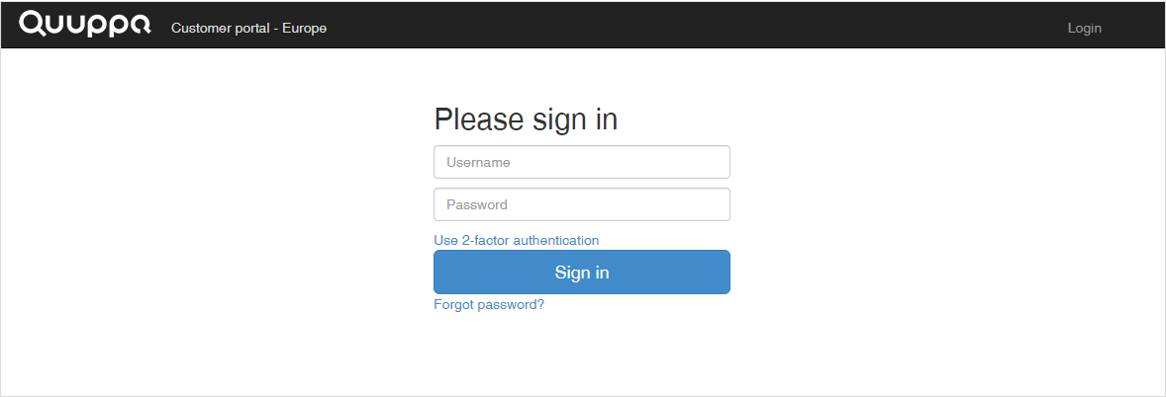 Quuppa Customer portal - Europe Login
Please sign in
Username
Password
Use 2-factor authentication
Sign in
Forgot password?